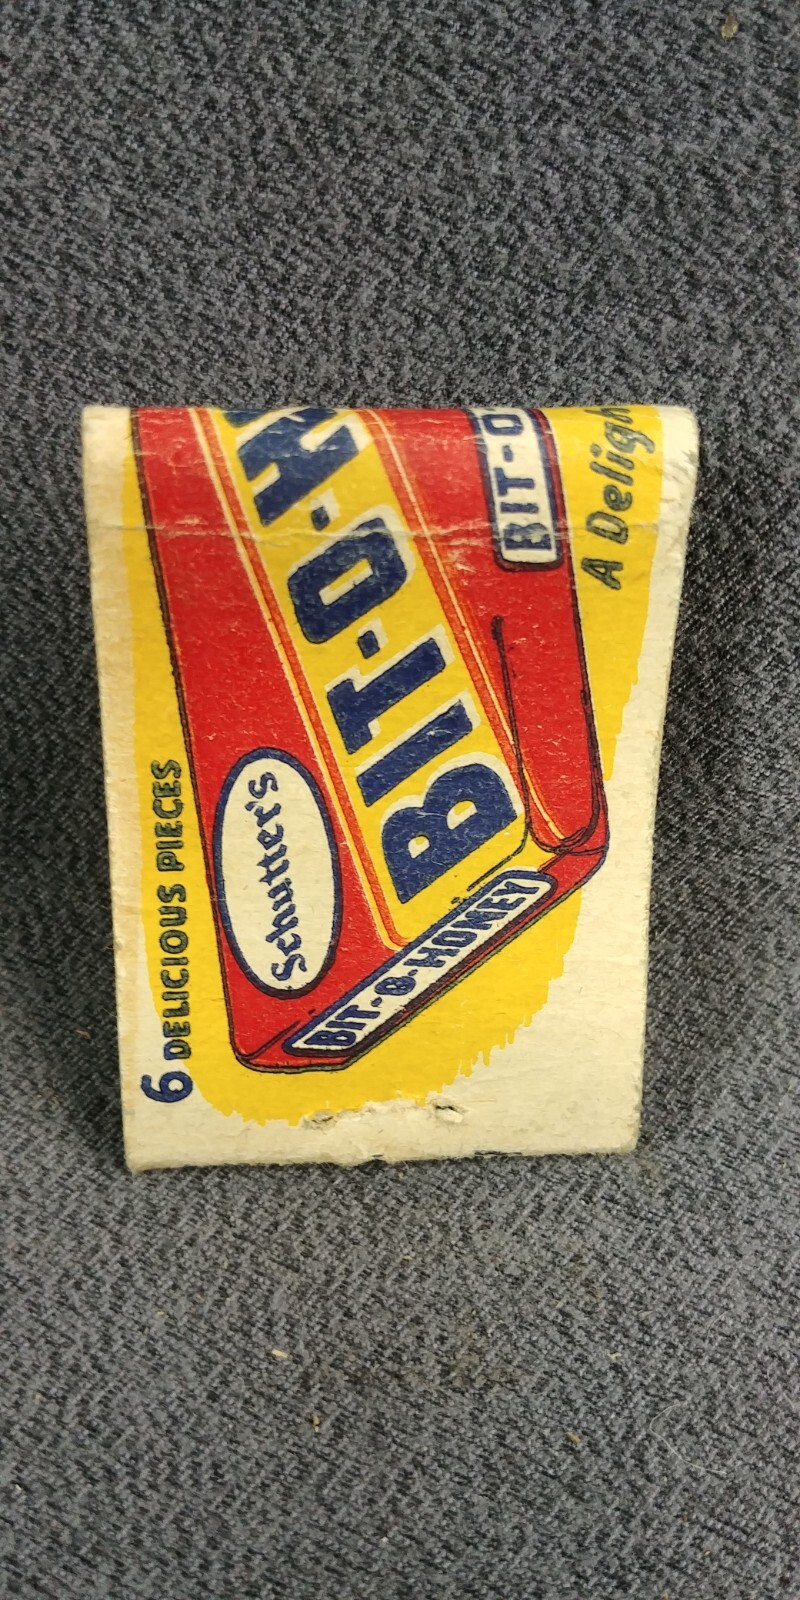 6 DELICIOUS PIECES
Schutter's
BIT-O-H
BIT-O-HONEY
BIT-O
A Deligh